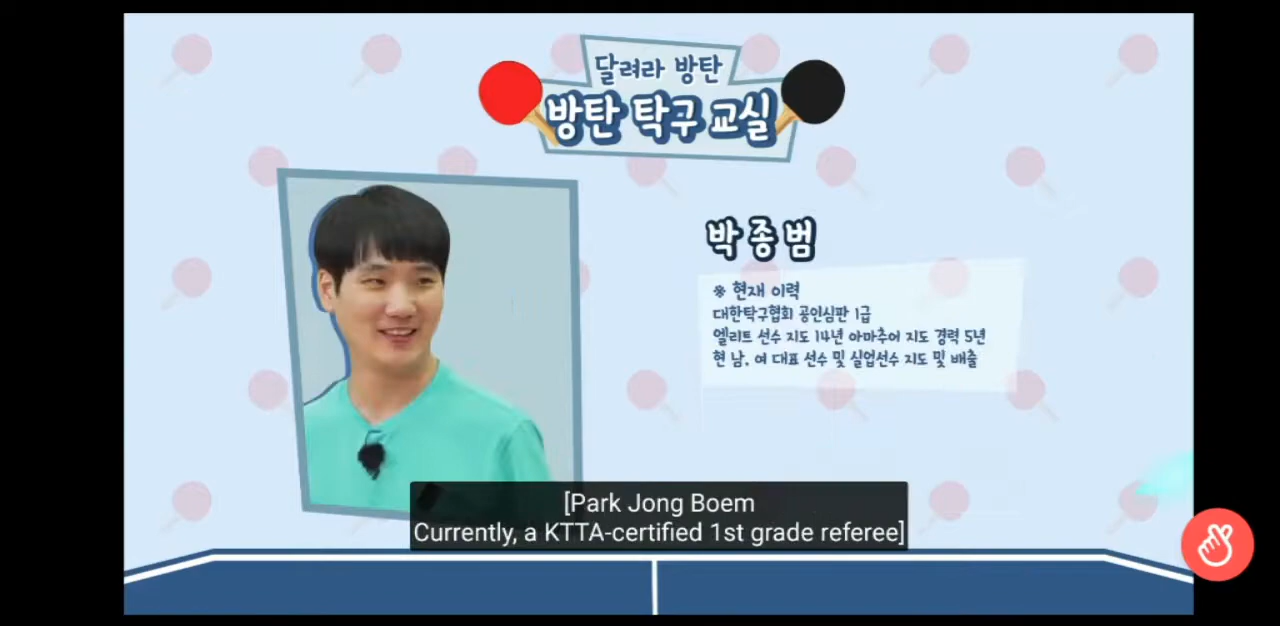 달려라 방탄
방탄 탁구 교실
박종범
※ 현재 이력
대한탁구협회 공인심판 1급
엘리트 선수 지도 14년 아마추어 지도 경력 5년
현 남, 여 대표 선수 및 실업선수 지도 및 배출
[Park Jong Boem
Currently, a KTTA-certified 1st grade referee]